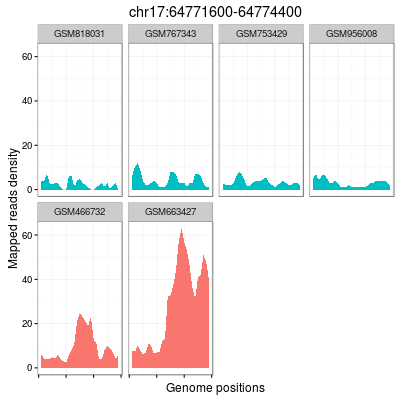 chr17:64771600-64774400
GSM818031 GSM767343 GSM753429 GSM956008
60
40
20
0
Mapped reads density
GSM466732 GSM663427
60
40
20
0
Genome positions